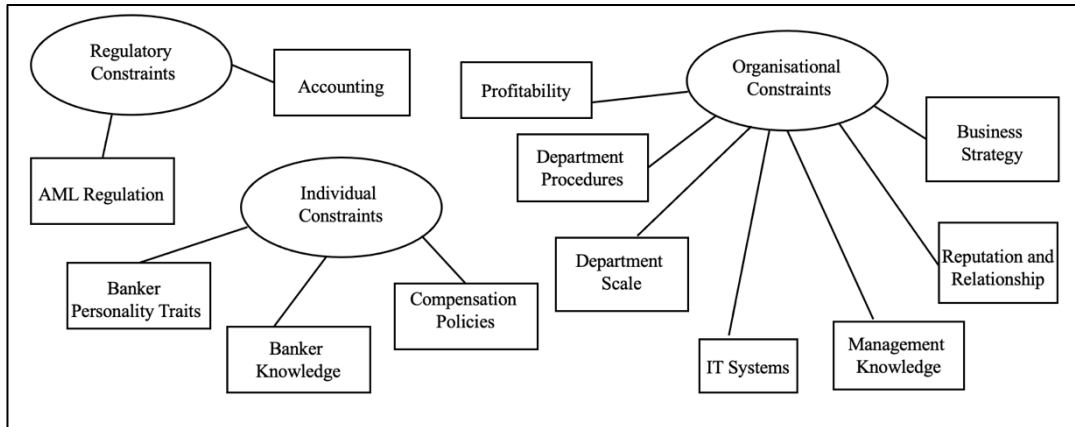 Regulatory
Constraints
Accounting
AML Regulation
Individual
Constraints
Banker
Personality Traits
Banker
Knowledge
Compensation
Policies
Organisational
Constraints
Profitability
Department
Procedures
Department
Scale
IT Systems
Management
Knowledge
Reputation and
Relationship
Business
Strategy